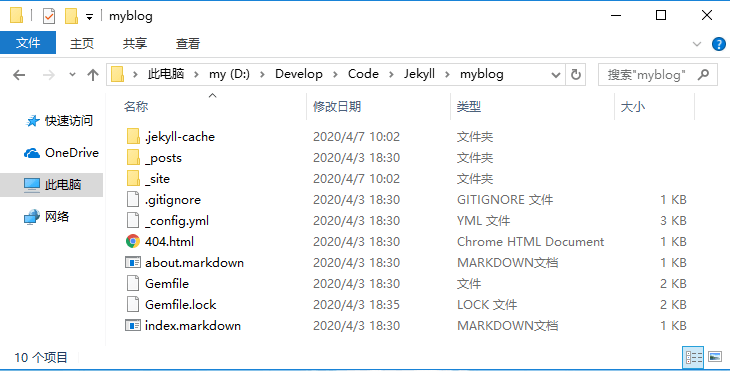 myblog
文件 主页 共享 查看
此电脑 my (D:) Develop Code Jekyll myblog 搜索"myblog"
名称 修改日期 类型 大小
快速访问
OneDrive
此电脑
网络
.jekyll-cache 2020/4/7 10:02 文件夹
_posts 2020/4/3 18:30 文件夹
_site 2020/4/7 10:02 文件夹
.gitignore 2020/4/3 18:30 GITIGNORE 文件 1 KB
_config.yml 2020/4/3 18:30 YML 文件 3 KB
404.html 2020/4/3 18:30 Chrome HTML Document 1 KB
about.markdown 2020/4/3 18:30 MARKDOWN文档 1 KB
Gemfile 2020/4/3 18:30 文件 2 KB
Gemfile.lock 2020/4/3 18:35 LOCK 文件 2 KB
index.markdown 2020/4/3 18:30 MARKDOWN文档 1 KB
10 个项目